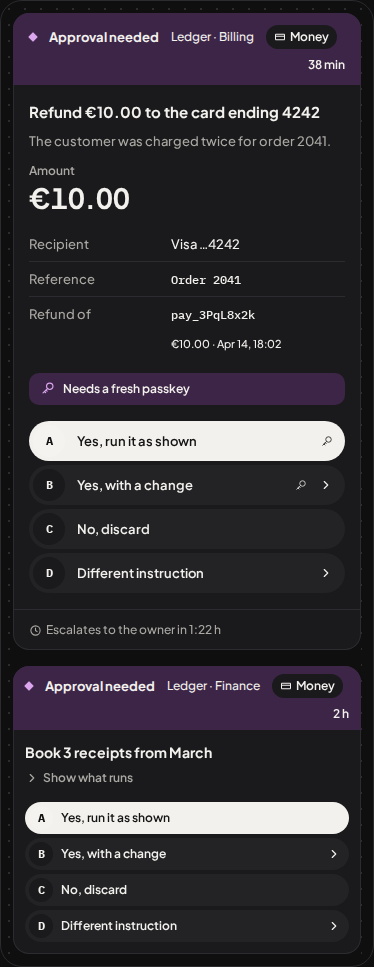 Approval needed Ledger · Billing Money
38 min
Refund €10.00 to the card ending 4242
The customer was charged twice for order 2041.
Amount
€10.00
Recipient Visa …4242
Reference Order 2041
Refund of pay_3PqL8x2k
€10.00 · Apr 14, 18:02
Needs a fresh passkey
A Yes, run it as shown
B Yes, with a change
C No, discard
D Different instruction
Escalates to the owner in 1:22 h
Approval needed Ledger · Finance Money
2 h
Book 3 receipts from March
Show what runs
A Yes, run it as shown
B Yes, with a change
C No, discard
D Different instruction